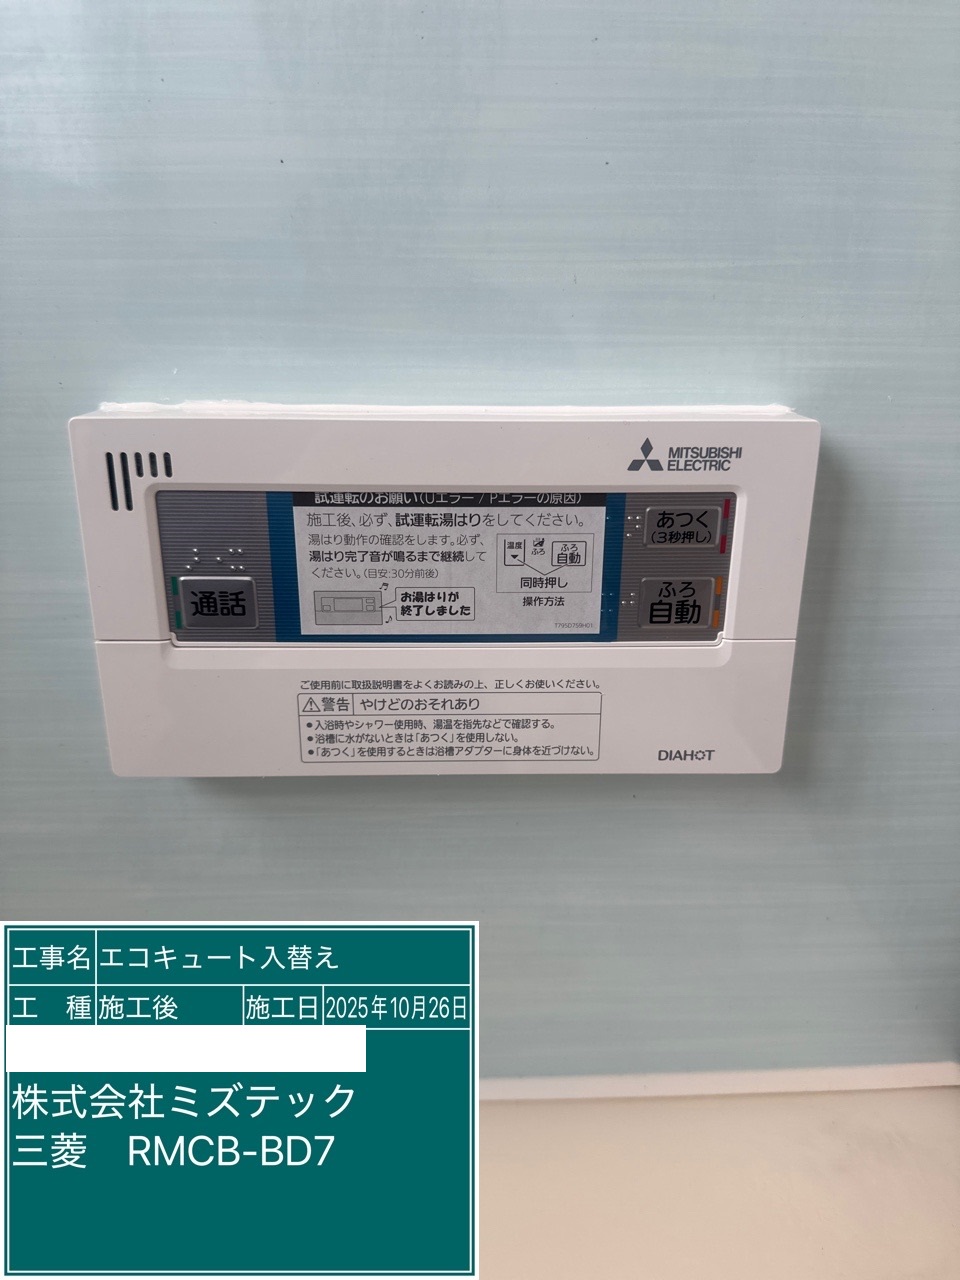 MITSUBISHI
ELECTRIC
試運転のお願い(Uエラー / Pエラーの原因)
施工後、必ず、試運転湯はりをしてください。
湯はり動作の確認をします。必ず、
湯はり完了音が鳴るまで継続して
ください。(目安:30分前後)
温度
ふろ
ふろ
自動
同時押し
操作方法
お湯はりが
終了しました
あつく
(3秒押し)
通話
ふろ
自動
ご使用前に取扱説明書をよくお読みの上、正しくお使いください。
警告 やけどのおそれあり
●入浴時やシャワー使用時、湯温を指先などで確認する。
●浴槽に水がないときは「あつく」を使用しない。
●「あつく」を使用するときは浴槽アダプターに身体を近づけない。
DIAHOT
工事名 エコキュート入替え
工 種 施工後 施工日 2025年10月26日
株式会社ミズテック
三菱 RMCB-BD7